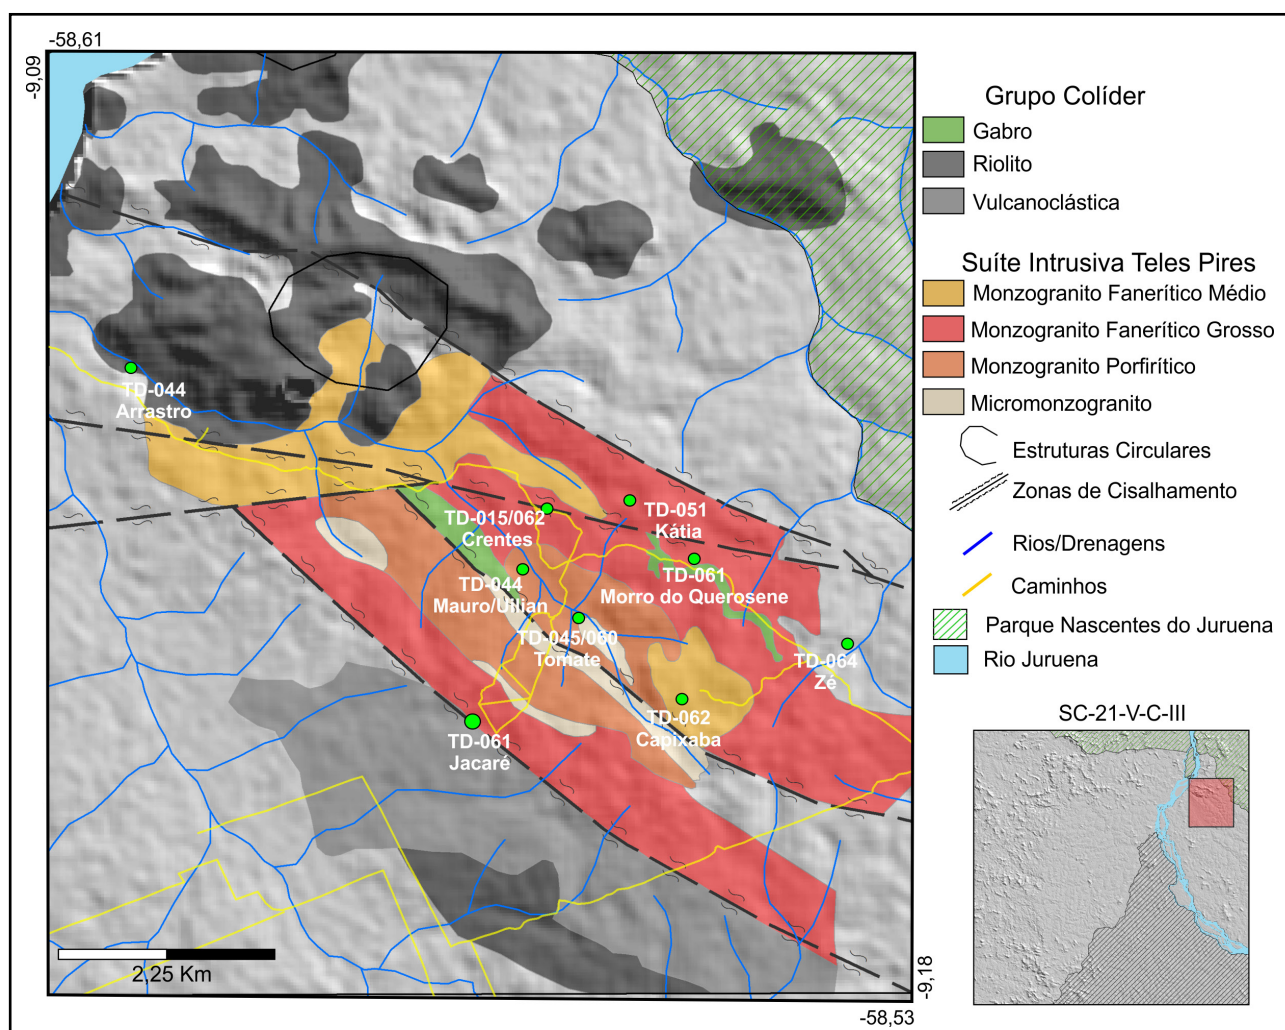 -58,61
-9,09
Grupo Colíder
Gabro
Riolito
Vulcanoclástica
Suíte Intrusiva Teles Pires
Monzogranito Fanerítico Médio
Monzogranito Fanerítico Grosso
Monzogranito Porfirítico
Micromonzogranito
Estruturas Circulares
Zonas de Cisalhamento
Rios/Drenagens
Caminhos
Parque Nascentes do Juruena
Rio Juruena
TD-044
Arrastro
TD-015/062
Crentes
TD-051
Kátia
TD-044
Mauro/Uilian
TD-061
Morro do Querosene
TD-045/060
Tomate
TD-064
Zé
TD-062
Capixaba
TD-061
Jacaré
2,25 Km
-9,18
-58,53
SC-21-V-C-III